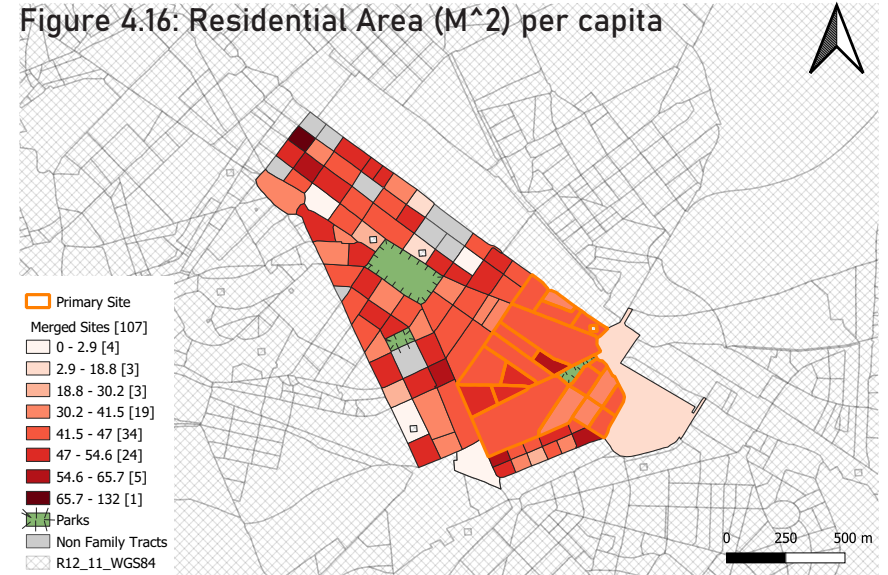 Figure 4.16: Residential Area (M^2) per capita
Primary Site
Merged Sites [107]
0 - 2.9 [4]
2.9 - 18.8 [3]
18.8 - 30.2 [3]
30.2 - 41.5 [19]
41.5 - 47 [34]
47 - 54.6 [24]
54.6 - 65.7 [5]
65.7 - 132 [1]
Parks
Non Family Tracts
R12_11_WGS84
0 250 500 m